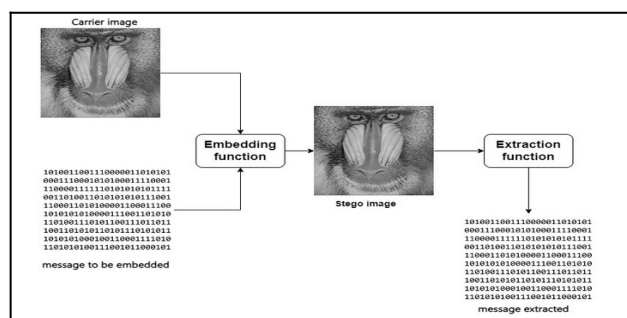 Carrier image
Embedding
function
Extraction
function
Stego image
1010011001110000011010101
0001110001010100011110001
1100001111110101010101111
0011010011010101010111001
1100011010100001100011100
1010101010000111001101010
1101001110101100111011011
1001101010110101110101011
1010101000100110001111010
1101010100111001011000101
message to be embedded
1010011001110000011010101
0001110001010100011110001
1100001111110101010101111
0011010011010101010111001
1100011010100001100011100
1010101010000111001101010
1101001110101100111011011
1001101010110101110101011
1010101000100110001111010
1101010100111001011000101
message extracted